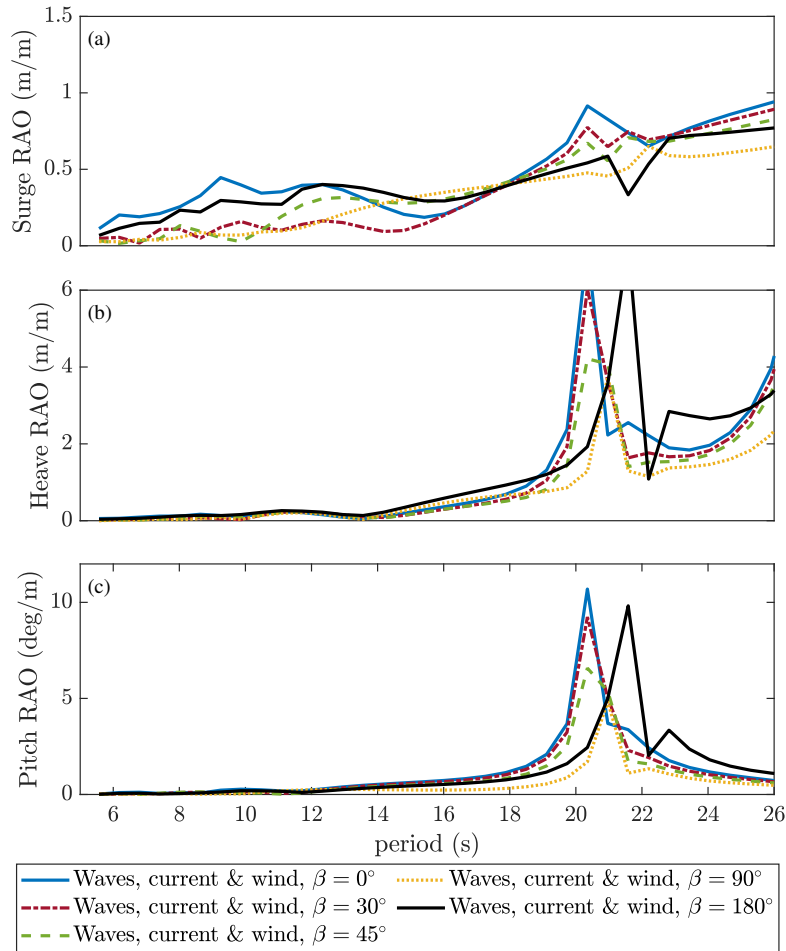 1.5
(a)
1
0.5
0
Surge RAO (m/m)
6
(b)
4
2
0
Heave RAO (m/m)
(c)
10
5
0
Pitch RAO (deg/m)
6 8 10 12 14 16 18 20 22 24 26
period (s)
Waves, current & wind, β = 0°
Waves, current & wind, β = 30°
Waves, current & wind, β = 45°
Waves, current & wind, β = 90°
Waves, current & wind, β = 180°